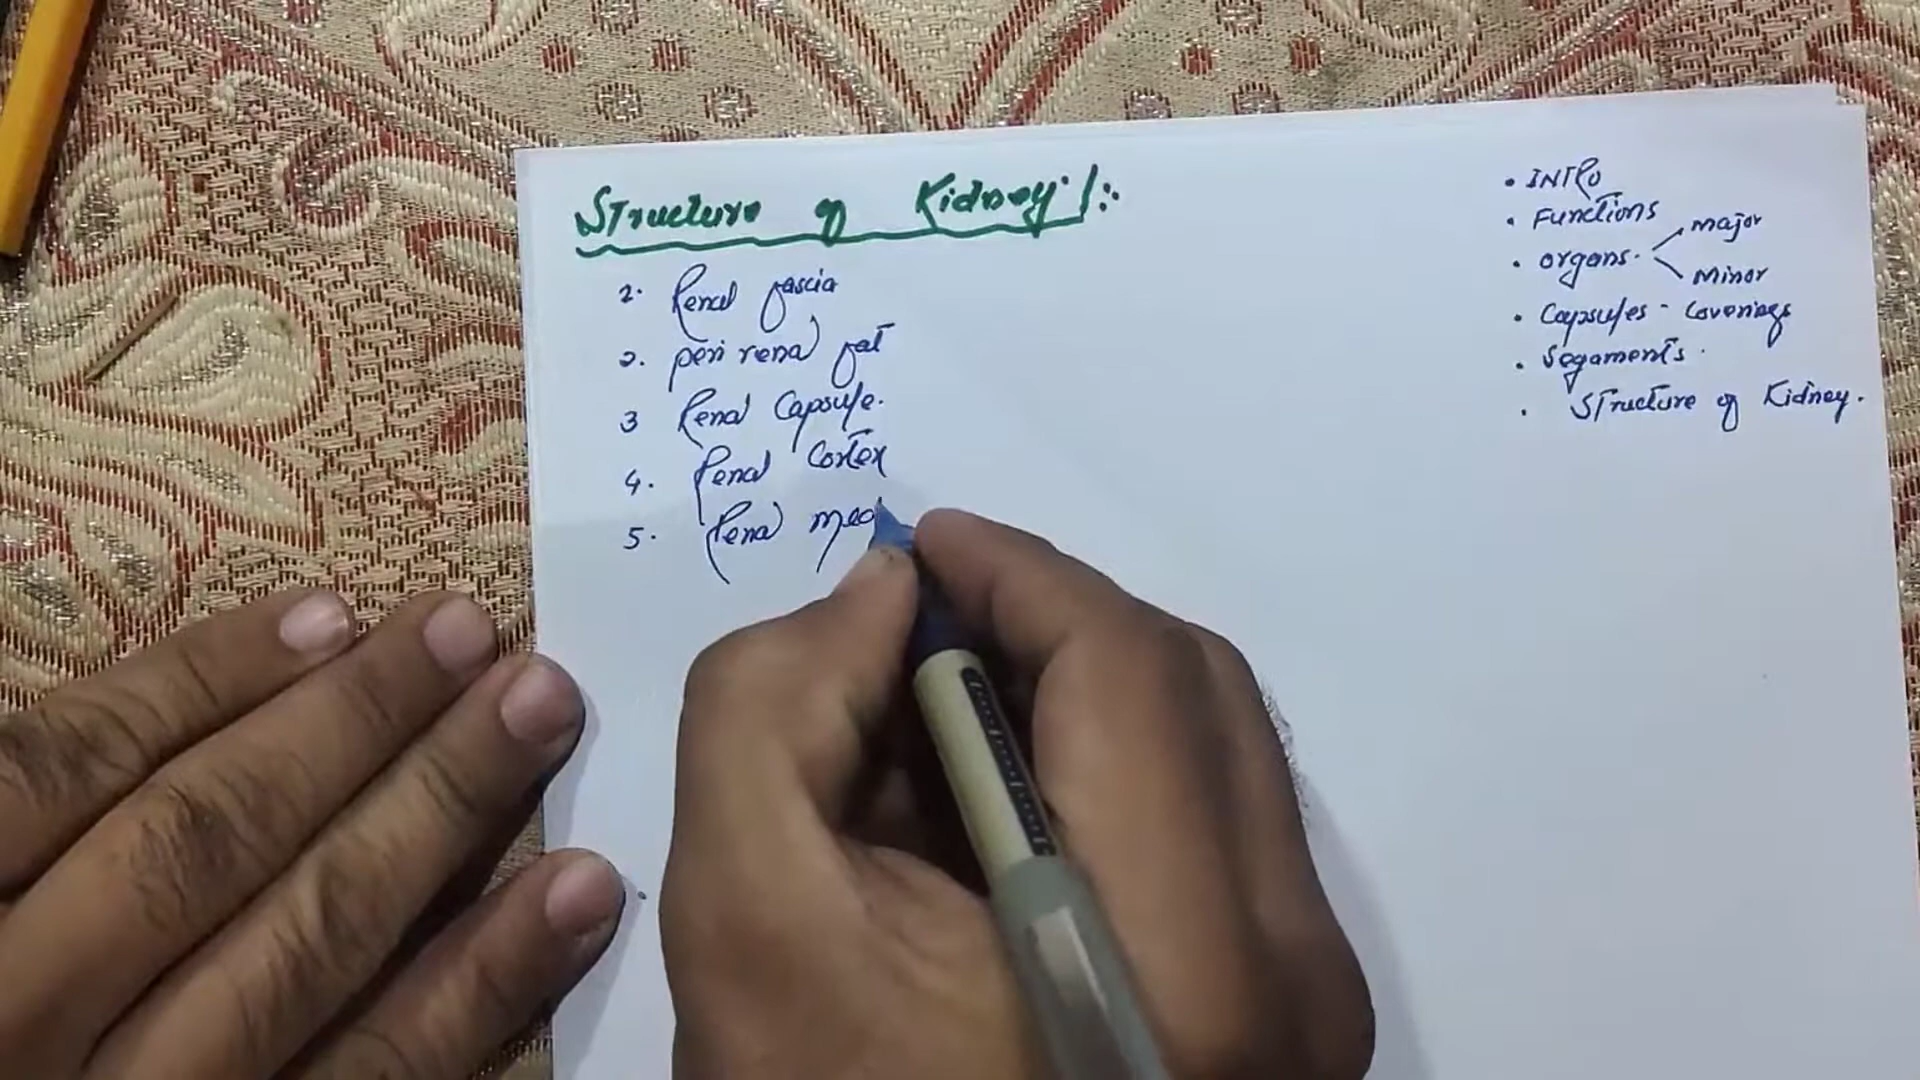 Structure of Kidney:
2. Renal fascia
2. peri renal fat
3 Renal Capsule.
4. Renal Cortex
5. Renal med
• INTRO
• Functions
• organs. major
Minor
• Capsules - Coverings
• Segaments.
• Structure of Kidney.